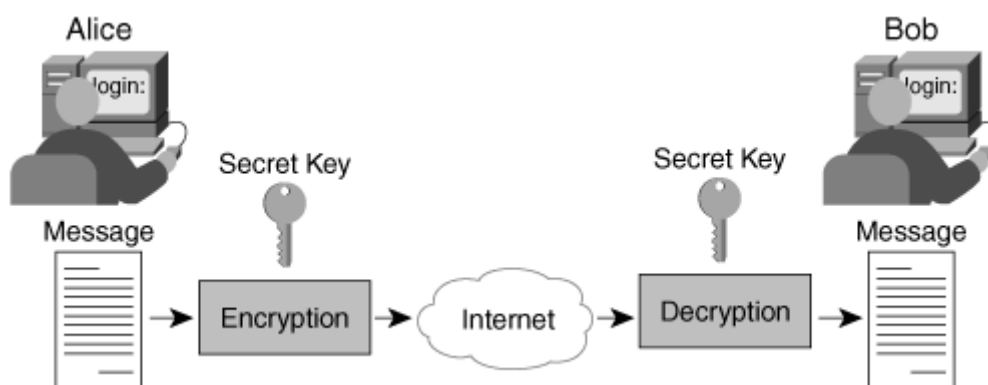 Alice
Bob
login:
login:
Secret Key
Secret Key
Message
Message
Encryption
Internet
Decryption